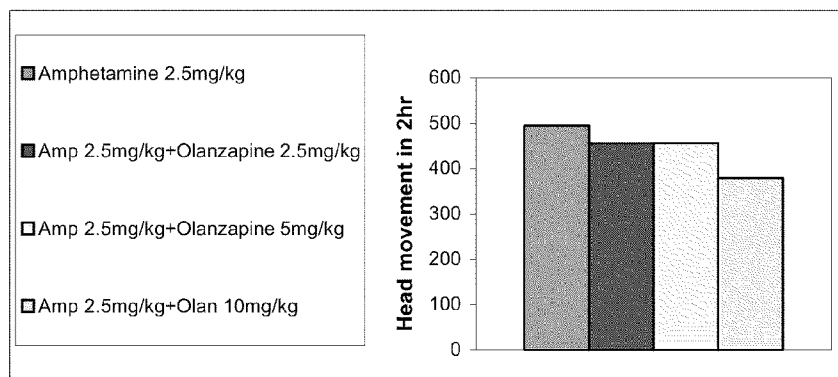 Amphetamine 2.5mg/kg
Amp 2.5mg/kg+Olanzapine 2.5mg/kg
Amp 2.5mg/kg+Olanzapine 5mg/kg
Amp 2.5mg/kg+Olan 10mg/kg
Head movement in 2hr
600
500
400
300
200
100
0